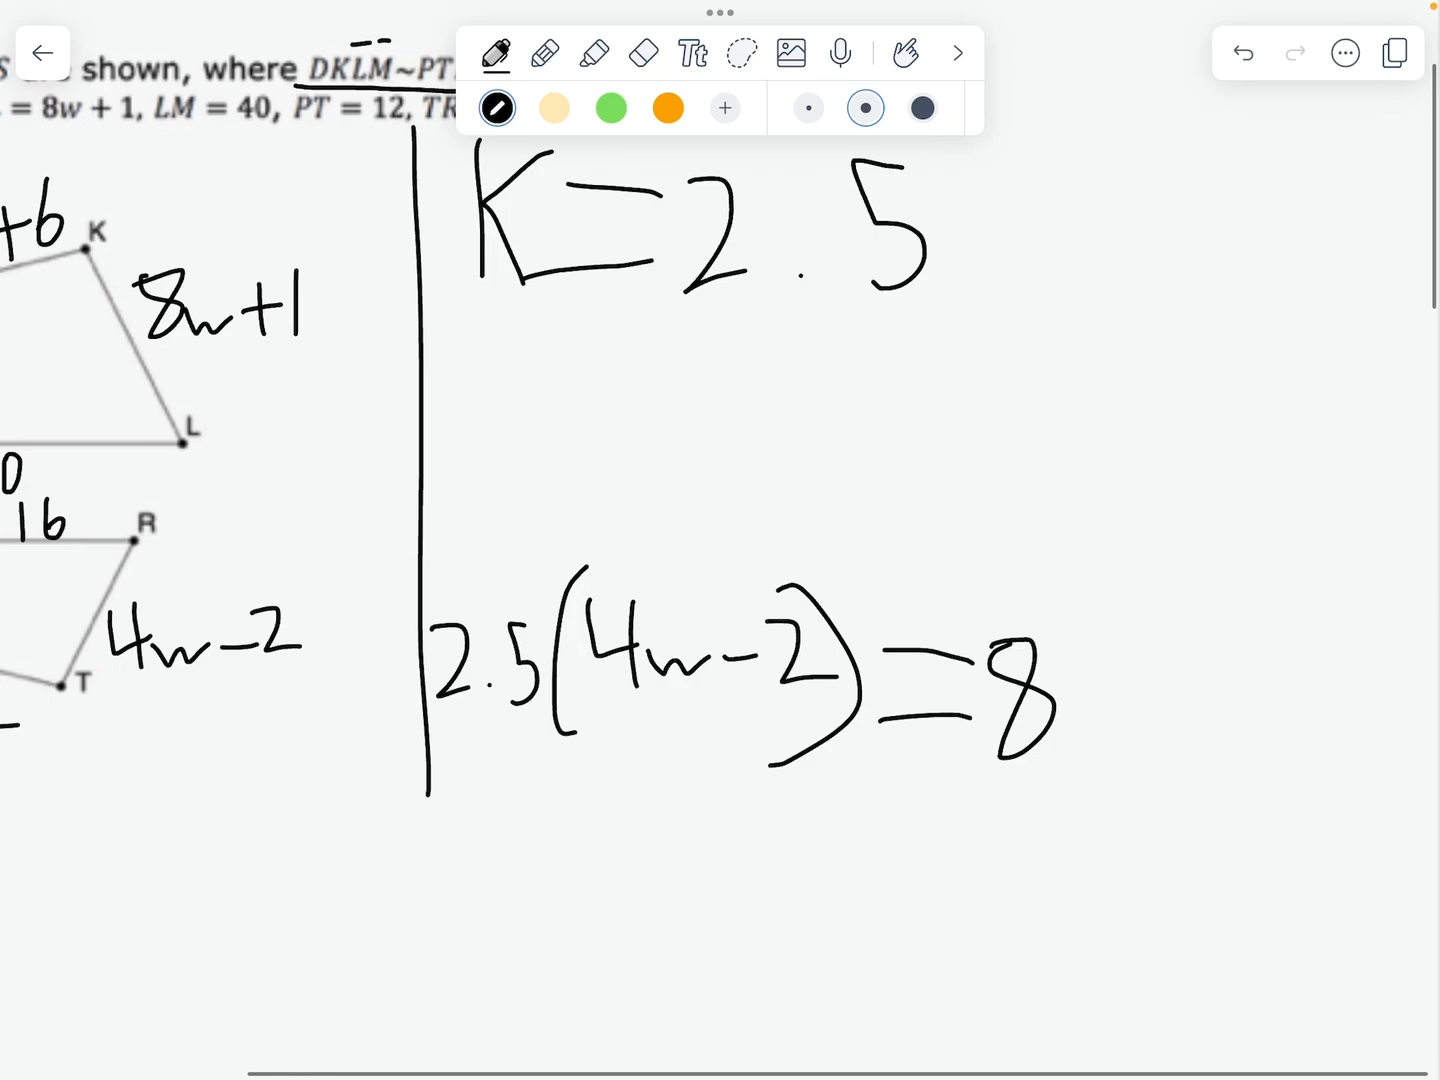 S shown, where DKLM~PT
= 8w + 1, LM = 40, PT = 12, TR
Tt
K=2.5
+6
K
8w+1
L
0
16
R
4w-2
T
2.5(4w-2)=8